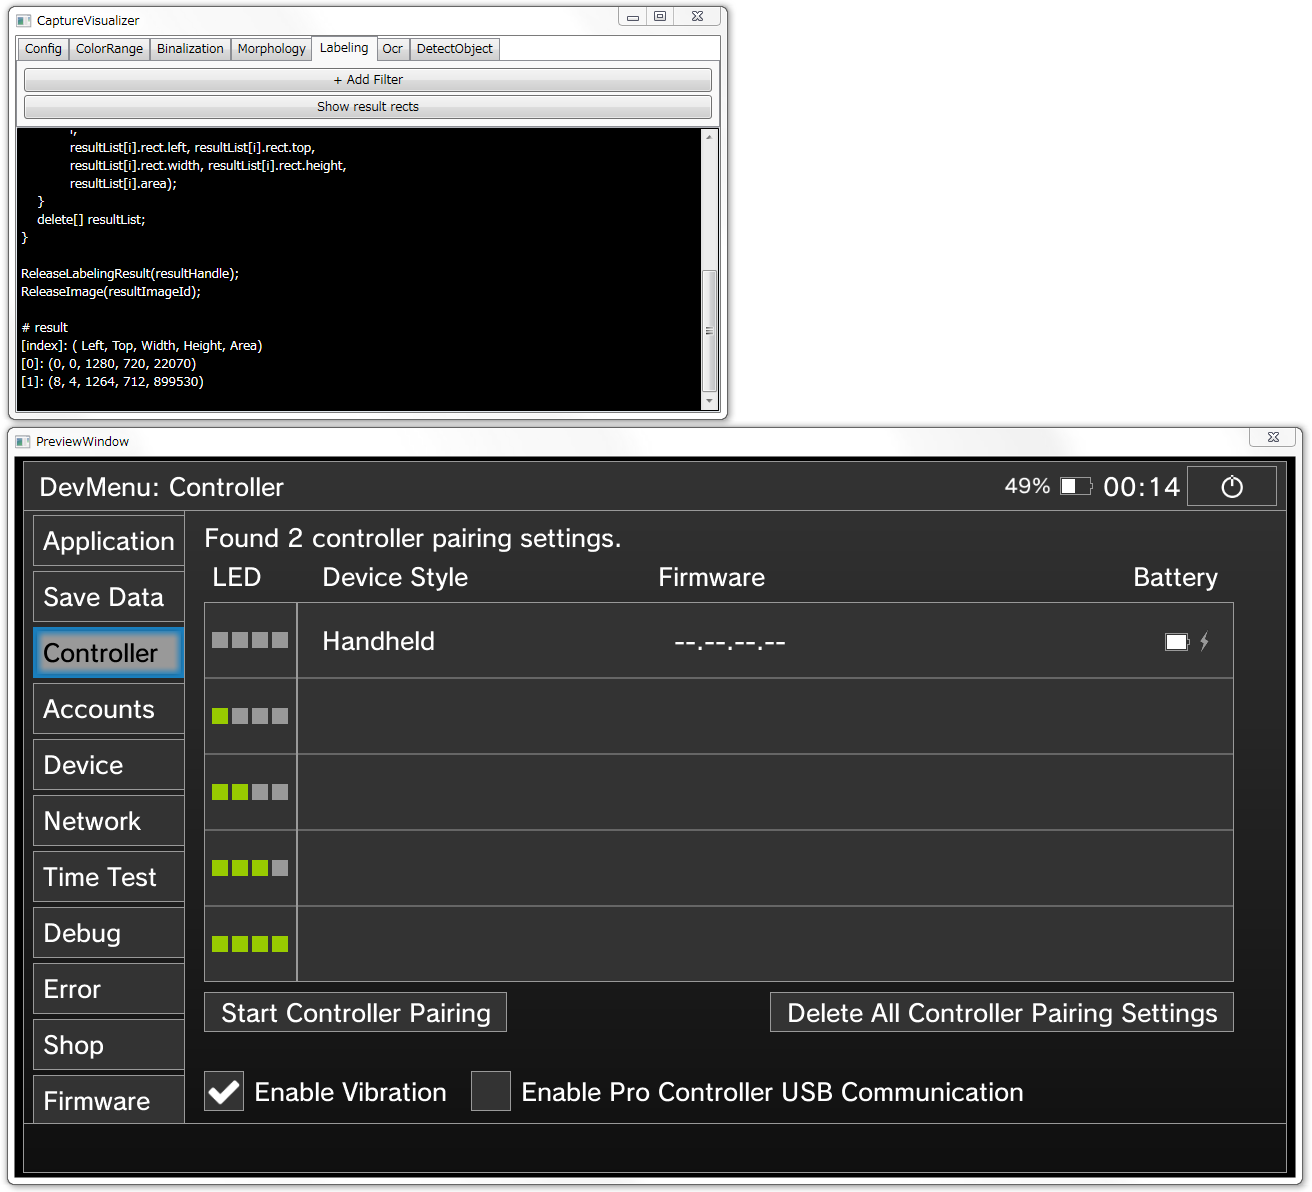 CaptureVisualizer
Config ColorRange Binalization Morphology Labeling Ocr DetectObject
+ Add Filter
Show result rects
resultList[i].rect.left, resultList[i].rect.top,
resultList[i].rect.width, resultList[i].rect.height,
resultList[i].area);
}
delete[] resultList;
}
ReleaseLabelingResult(resultHandle);
ReleaseImage(resultImageId);
# result
[index]: ( Left, Top, Width, Height, Area)
[0]: (0, 0, 1280, 720, 22070)
[1]: (8, 4, 1264, 712, 899530)
PreviewWindow
DevMenu: Controller 49% 00:14
Application
Save Data
Controller
Accounts
Device
Network
Time Test
Debug
Error
Shop
Firmware
Found 2 controller pairing settings.
LED Device Style Firmware Battery
Handheld --.--.--.--
Start Controller Pairing Delete All Controller Pairing Settings
Enable Vibration Enable Pro Controller USB Communication